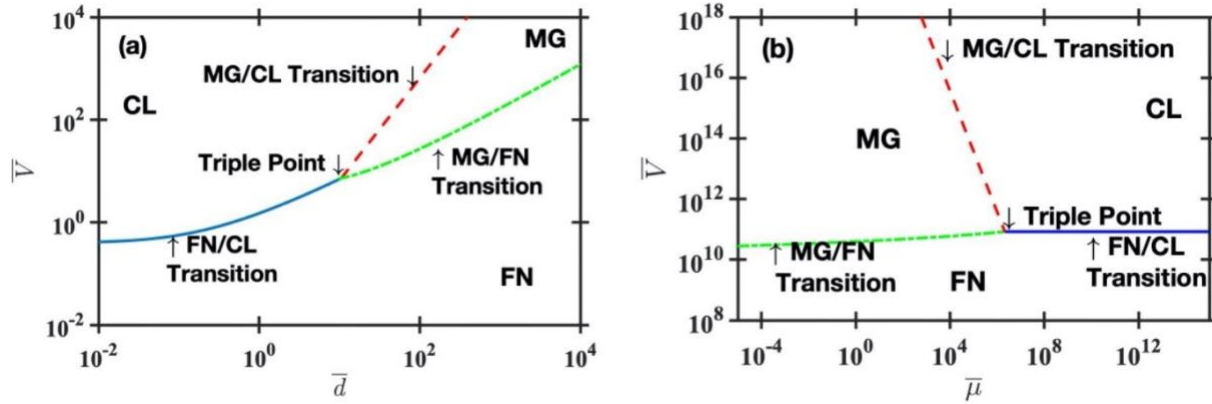 (a)
10^4
10^2
10^0
10^-2
V̅
CL
MG
MG/CL Transition ↓
Triple Point ↓
↑ MG/FN
Transition
↑ FN/CL
Transition
FN
10^-2
10^0
10^2
10^4
d̅
(b)
10^18
10^16
10^14
10^12
10^10
10^8
V̅
↓ MG/CL Transition
MG
CL
↓ Triple Point
↑ MG/FN
Transition
FN
↑ FN/CL
Transition
10^-4
10^0
10^4
10^8
10^12
μ̅